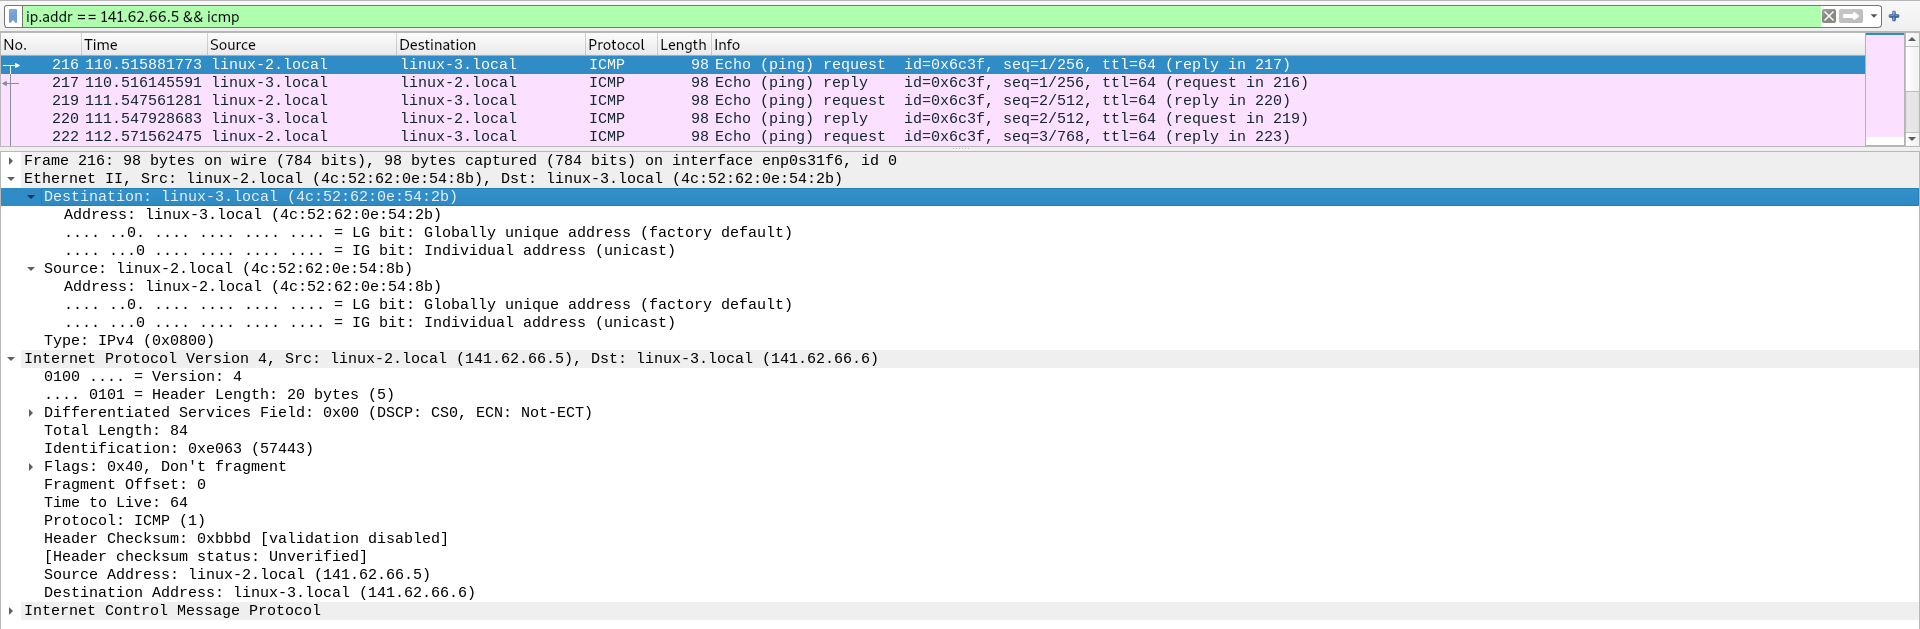 ip.addr == 141.62.66.5 && icmp
No. Time Source Destination Protocol Length Info
216 110.515881773 linux-2.local linux-3.local ICMP 98 Echo (ping) request id=0x6c3f, seq=1/256, ttl=64 (reply in 217)
217 110.516145591 linux-3.local linux-2.local ICMP 98 Echo (ping) reply id=0x6c3f, seq=1/256, ttl=64 (request in 216)
219 111.547561281 linux-2.local linux-3.local ICMP 98 Echo (ping) request id=0x6c3f, seq=2/512, ttl=64 (reply in 220)
220 111.547928683 linux-3.local linux-2.local ICMP 98 Echo (ping) reply id=0x6c3f, seq=2/512, ttl=64 (request in 219)
222 112.571562475 linux-2.local linux-3.local ICMP 98 Echo (ping) request id=0x6c3f, seq=3/768, ttl=64 (reply in 223)
Frame 216: 98 bytes on wire (784 bits), 98 bytes captured (784 bits) on interface enp0s31f6, id 0
Ethernet II, Src: linux-2.local (4c:52:62:0e:54:8b), Dst: linux-3.local (4c:52:62:0e:54:2b)
Destination: linux-3.local (4c:52:62:0e:54:2b)
Address: linux-3.local (4c:52:62:0e:54:2b)
.... ..0. .... .... .... .... = LG bit: Globally unique address (factory default)
.... ...0 .... .... .... .... = IG bit: Individual address (unicast)
Source: linux-2.local (4c:52:62:0e:54:8b)
Address: linux-2.local (4c:52:62:0e:54:8b)
.... ..0. .... .... .... .... = LG bit: Globally unique address (factory default)
.... ...0 .... .... .... .... = IG bit: Individual address (unicast)
Type: IPv4 (0x0800)
Internet Protocol Version 4, Src: linux-2.local (141.62.66.5), Dst: linux-3.local (141.62.66.6)
0100 .... = Version: 4
.... 0101 = Header Length: 20 bytes (5)
Differentiated Services Field: 0x00 (DSCP: CS0, ECN: Not-ECT)
Total Length: 84
Identification: 0xe063 (57443)
Flags: 0x40, Don't fragment
Fragment Offset: 0
Time to Live: 64
Protocol: ICMP (1)
Header Checksum: 0xbbbd [validation disabled]
[Header checksum status: Unverified]
Source Address: linux-2.local (141.62.66.5)
Destination Address: linux-3.local (141.62.66.6)
Internet Control Message Protocol